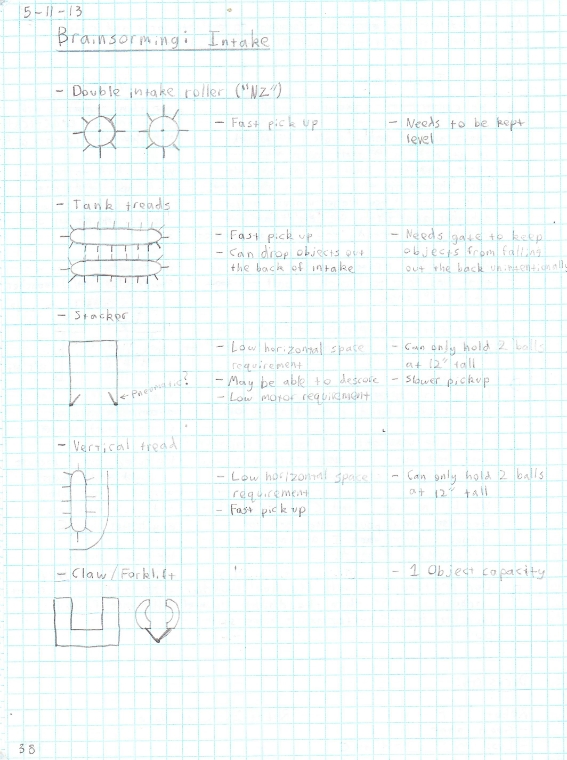 5-11-13
Brainsorming: Intake
- Double intake roller ("NZ")
- Fast pick up
- Needs to be kept
level
- Tank treads
- Fast pick up
- Can drop objects out
the back of intake
- Needs gate to keep
objects from falling
out the back unintentionally
- Stacker
← Pneumatic?
- Low horizontal space
requirement
- May be able to descore
- Low motor requirement
- Can only hold 2 balls
at 12" tall
- Slower pickup
- Vertical tread
- Low horizontal space
requirement
- Fast pick up
- Can only hold 2 balls
at 12" tall
- Claw/Forklift
- 1 Object capacity
38